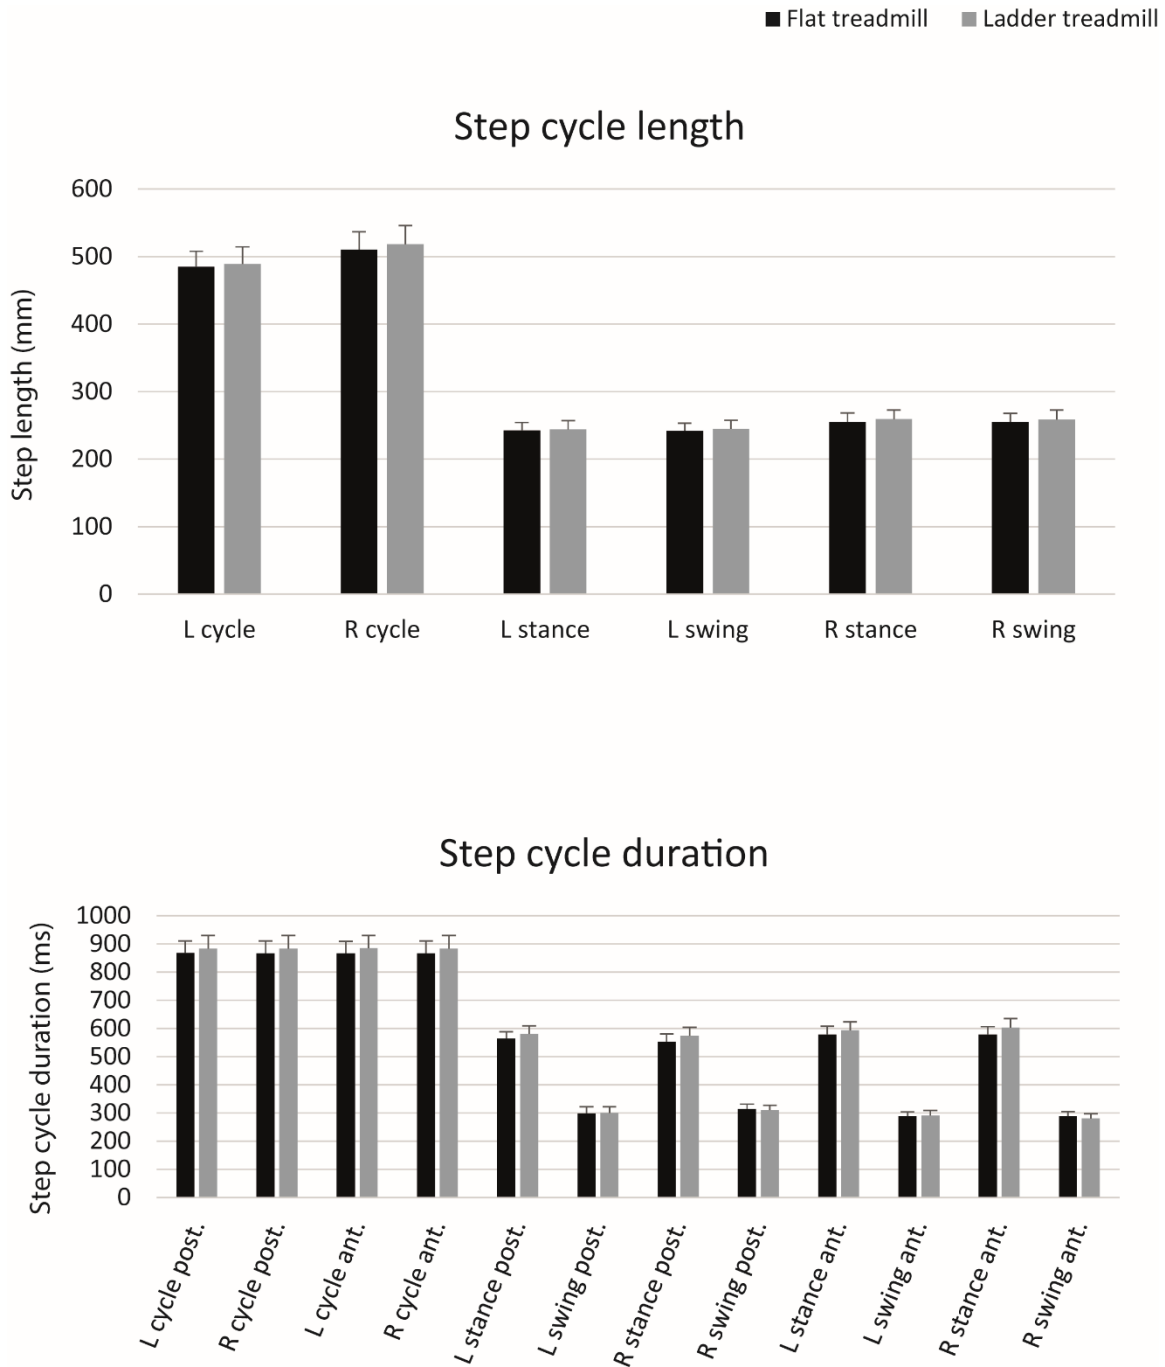 Flat treadmill Ladder treadmill
Step cycle length
Step length (mm)
600
500
400
300
200
100
0
L cycle R cycle L stance L swing R stance R swing
Step cycle duration
Step cycle duration (ms)
1000
900
800
700
600
500
400
300
200
100
0
L cycle post.
R cycle post.
L cycle ant.
R cycle ant.
L stance post.
L swing post.
R stance post.
R swing post.
L stance ant.
L swing ant.
R stance ant.
R swing ant.